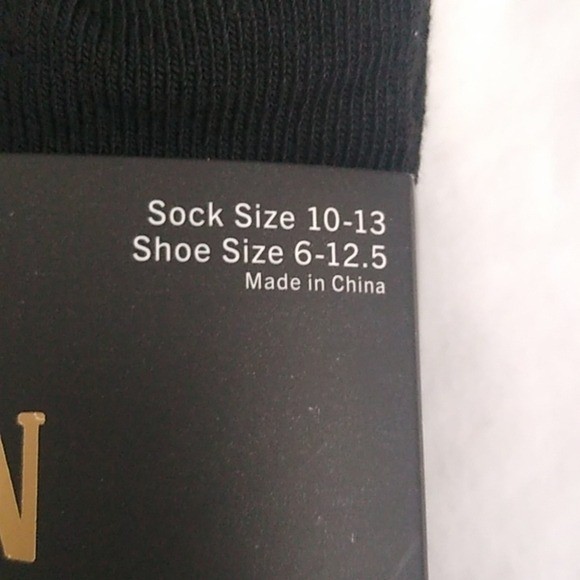 Sock Size 10-13
Shoe Size 6-12.5
Made in China
N